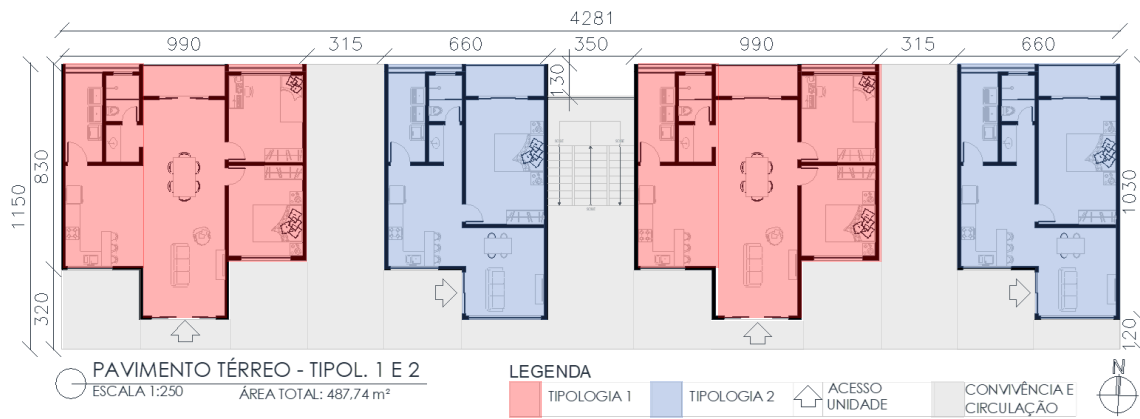 4281
990 315 660 350 990 315 660
130
1150
830
320
1030
120
PAVIMENTO TÉRREO - TIPOL. 1 E 2
ESCALA 1:250 ÁREA TOTAL: 487,74 m²
LEGENDA
TIPOLOGIA 1
TIPOLOGIA 2
ACESSO
UNIDADE
CONVIVÊNCIA E
CIRCULAÇÃO
N